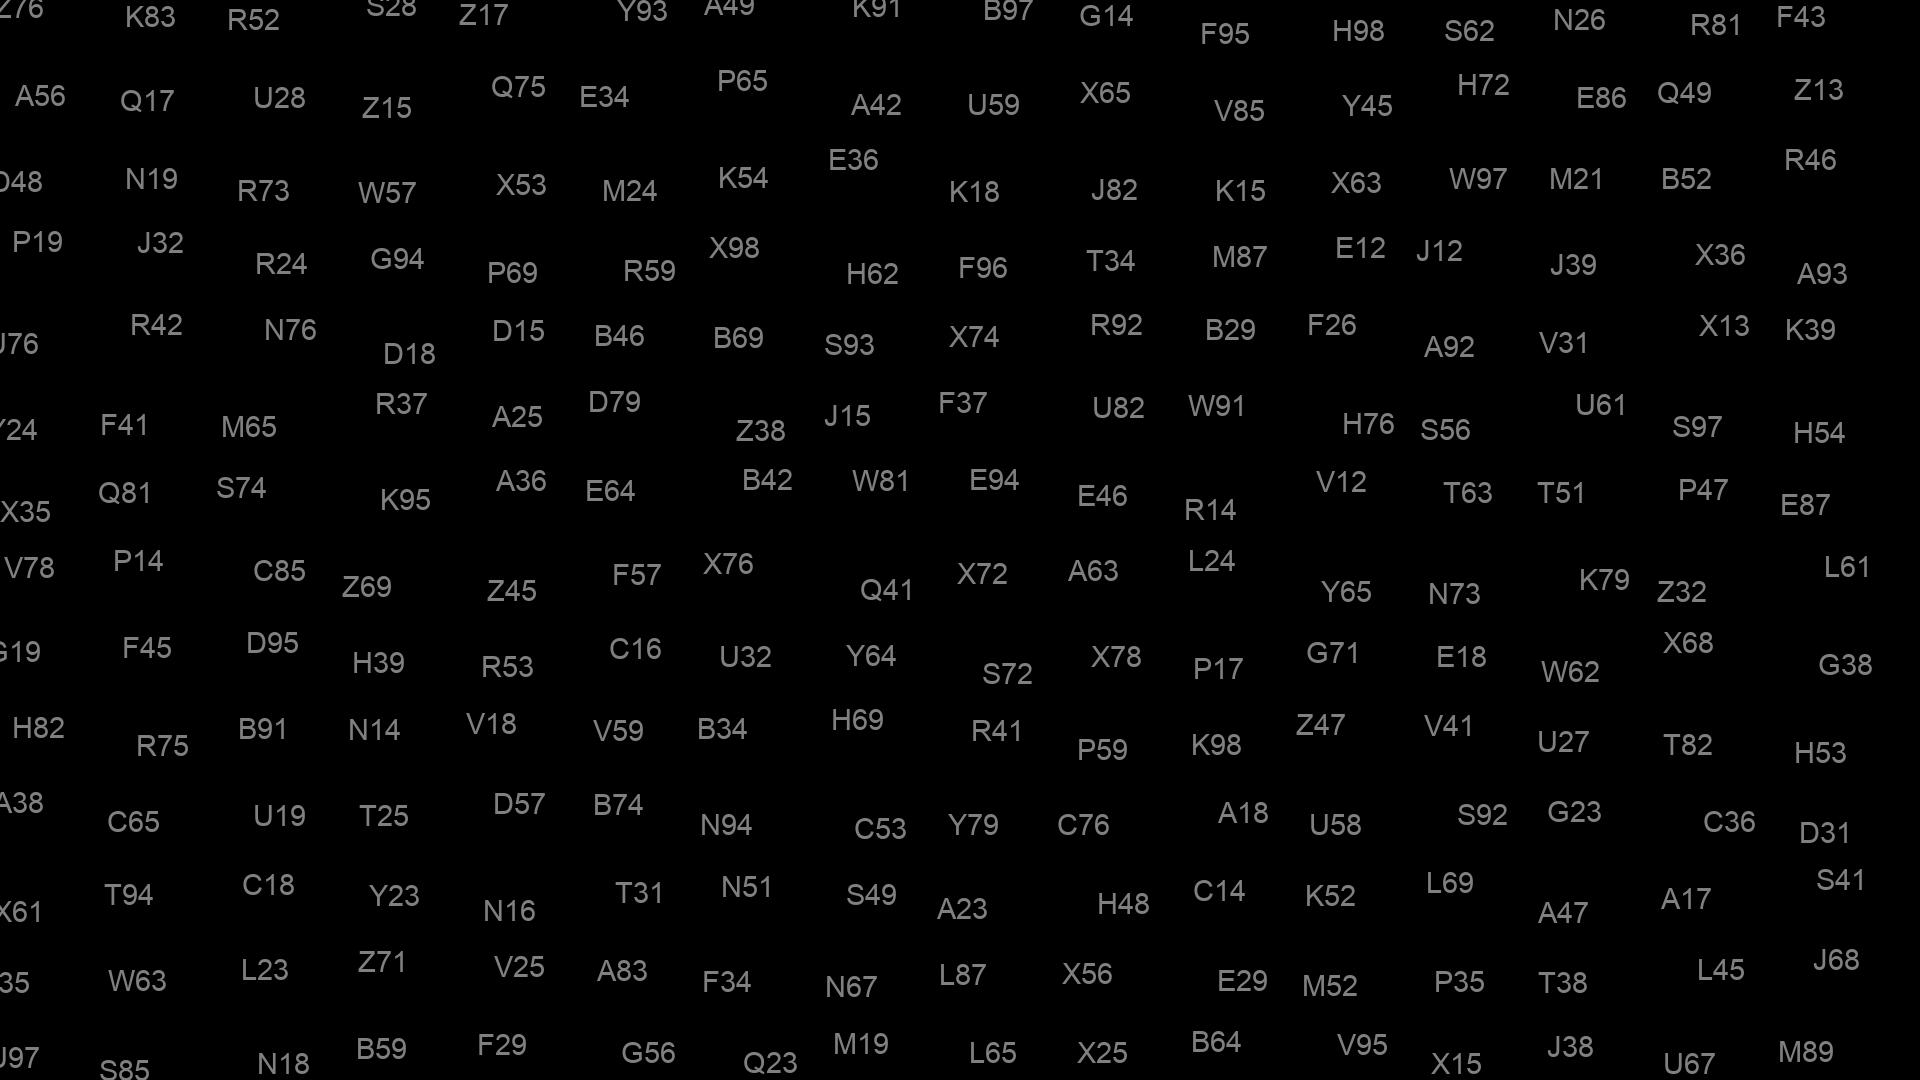 Z76 K83 R52 S28 Z17 Y93 A49 K91 B97 G14 F95 H98 S62 N26 R81 F43
A56 Q17 U28 Z15 Q75 E34 P65 A42 U59 X65 V85 Y45 H72 E86 Q49 Z13
D48 N19 R73 W57 X53 M24 K54 E36 K18 J82 K15 X63 W97 M21 B52 R46
P19 J32 R24 G94 P69 R59 X98 H62 F96 T34 M87 E12 J12 J39 X36 A93
R42 N76 D18 D15 B46 B69 S93 X74 R92 B29 F26 A92 V31 X13 K39
Y24 F41 M65 R37 A25 D79 Z38 J15 F37 U82 W91 H76 S56 U61 S97 H54
X35 Q81 S74 K95 A36 E64 B42 W81 E94 E46 R14 V12 T63 T51 P47 E87
V78 P14 C85 Z69 Z45 F57 X76 Q41 X72 A63 L24 Y65 N73 K79 Z32 L61
G19 F45 D95 H39 R53 C16 U32 Y64 S72 X78 P17 G71 E18 W62 X68 G38
H82 R75 B91 N14 V18 V59 B34 H69 R41 P59 K98 Z47 V41 U27 T82 H53
A38 C65 U19 T25 D57 B74 N94 C53 Y79 C76 A18 U58 S92 G23 C36 D31
X61 T94 C18 Y23 N16 T31 N51 S49 A23 H48 C14 K52 L69 A47 A17 S41
35 W63 L23 Z71 V25 A83 F34 N67 L87 X56 E29 M52 P35 T38 L45 J68
S85 N18 B59 F29 G56 Q23 M19 L65 X25 B64 V95 X15 J38 U67 M89